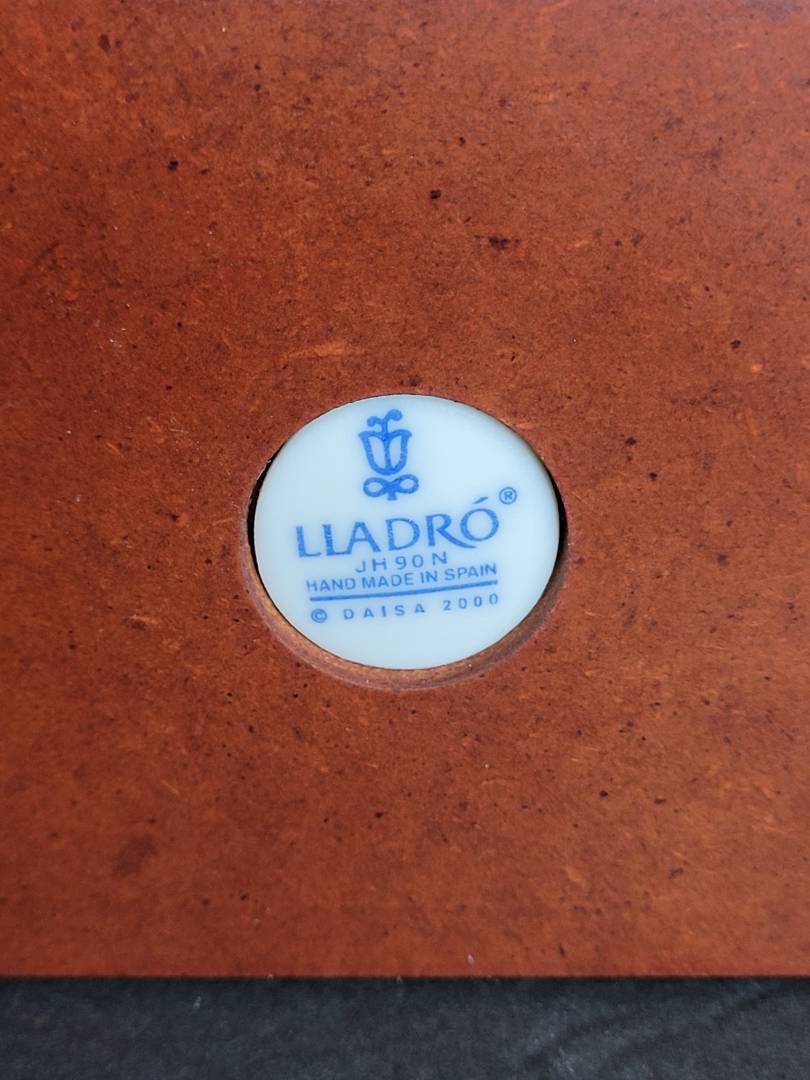 LLADRÓ®
JH90N
HAND MADE IN SPAIN
© DAISA 2000